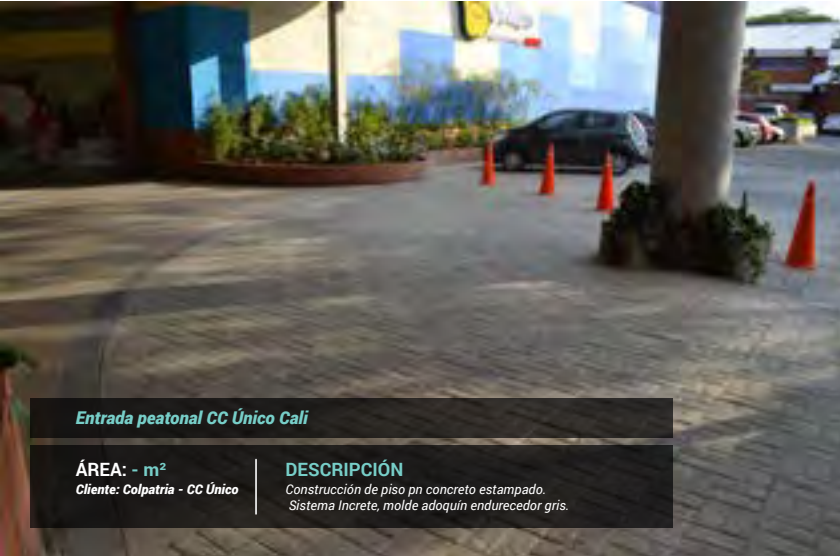 Entrada peatonal CC Único Cali
ÁREA: - m²
Cliente: Colpatria - CC Único
DESCRIPCIÓN
Construcción de piso pn concreto estampado.
Sistema Increte, molde adoquín endurecedor gris.